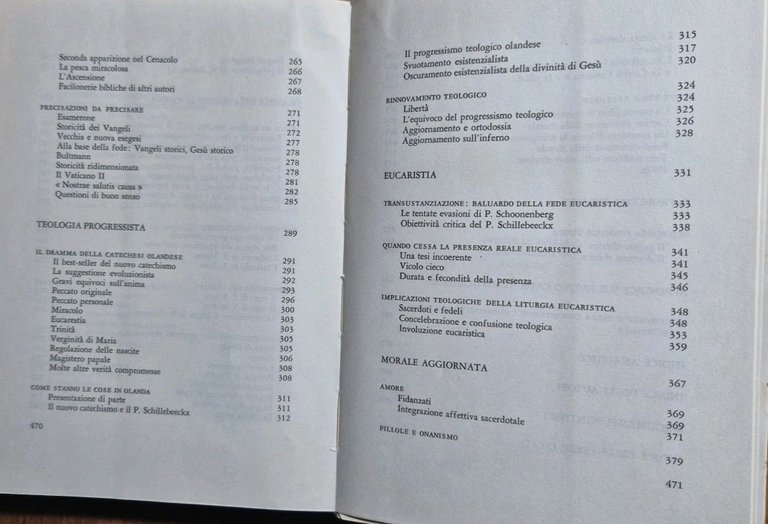 Seconda apparizione nel Cenacolo 265
La pesca miracolosa 266
L'Ascensione 267
Facilonerie bibliche di altri autori 268
PRECISAZIONI DA PRECISARE 271
Esamerone 271
Storicità dei Vangeli 272
Vecchia e nuova esegesi 277
Alla base della fede: Vangeli storici, Gesù storico 278
Bultmann 278
Storicità ridimensionata 278
Il Vaticano II 281
« Nostrae salutis causa » 282
Questioni di buon senso 285
TEOLOGIA PROGRESSISTA 289
IL DRAMMA DELLA CATECHESI OLANDESE 291
Il best-seller del nuovo catechismo 291
La suggestione evoluzionista 292
Gravi equivoci sull'anima 293
Peccato originale 296
Peccato personale 300
Miracolo 303
Eucarestia 303
Trinità 305
Verginità di Maria 305
Regolazione delle nascite 306
Magistero papale 308
Molte altre verità compromesse 308
COME STANNO LE COSE IN OLANDA 311
Presentazione di parte 311
Il nuovo catechismo e il P. Schillebeeckx 312
470
Il progressismo teologico olandese 315
Svuotamento esistenzialista 317
Oscuramento esistenzialista della divinità di Gesù 320
RINNOVAMENTO TEOLOGICO 324
Libertà 324
L'equivoco del progressismo teologico 325
Aggiornamento e ortodossia 326
Aggiornamento sull'inferno 328
EUCARISTIA 331
TRANSUSTANZIAZIONE: BALUARDO DELLA FEDE EUCARISTICA 333
Le tentate evasioni di P. Schoonenberg 333
Obiettività critica del P. Schillebeeckx 338
QUANDO CESSA LA PRESENZA REALE EUCARISTICA 341
Una tesi incoerente 341
Vicolo cieco 345
Durata e fecondità della presenza 346
IMPLICAZIONI TEOLOGICHE DELLA LITURGIA EUCARISTICA 348
Sacerdoti e fedeli 348
Concelebrazione e confusione teologica 353
Involuzione eucaristica 359
MORALE AGGIORNATA 367
AMORE 369
Fidanzati 369
Integrazione affettiva sacerdotale 371
PILLOLE E ONANISMO 379
471